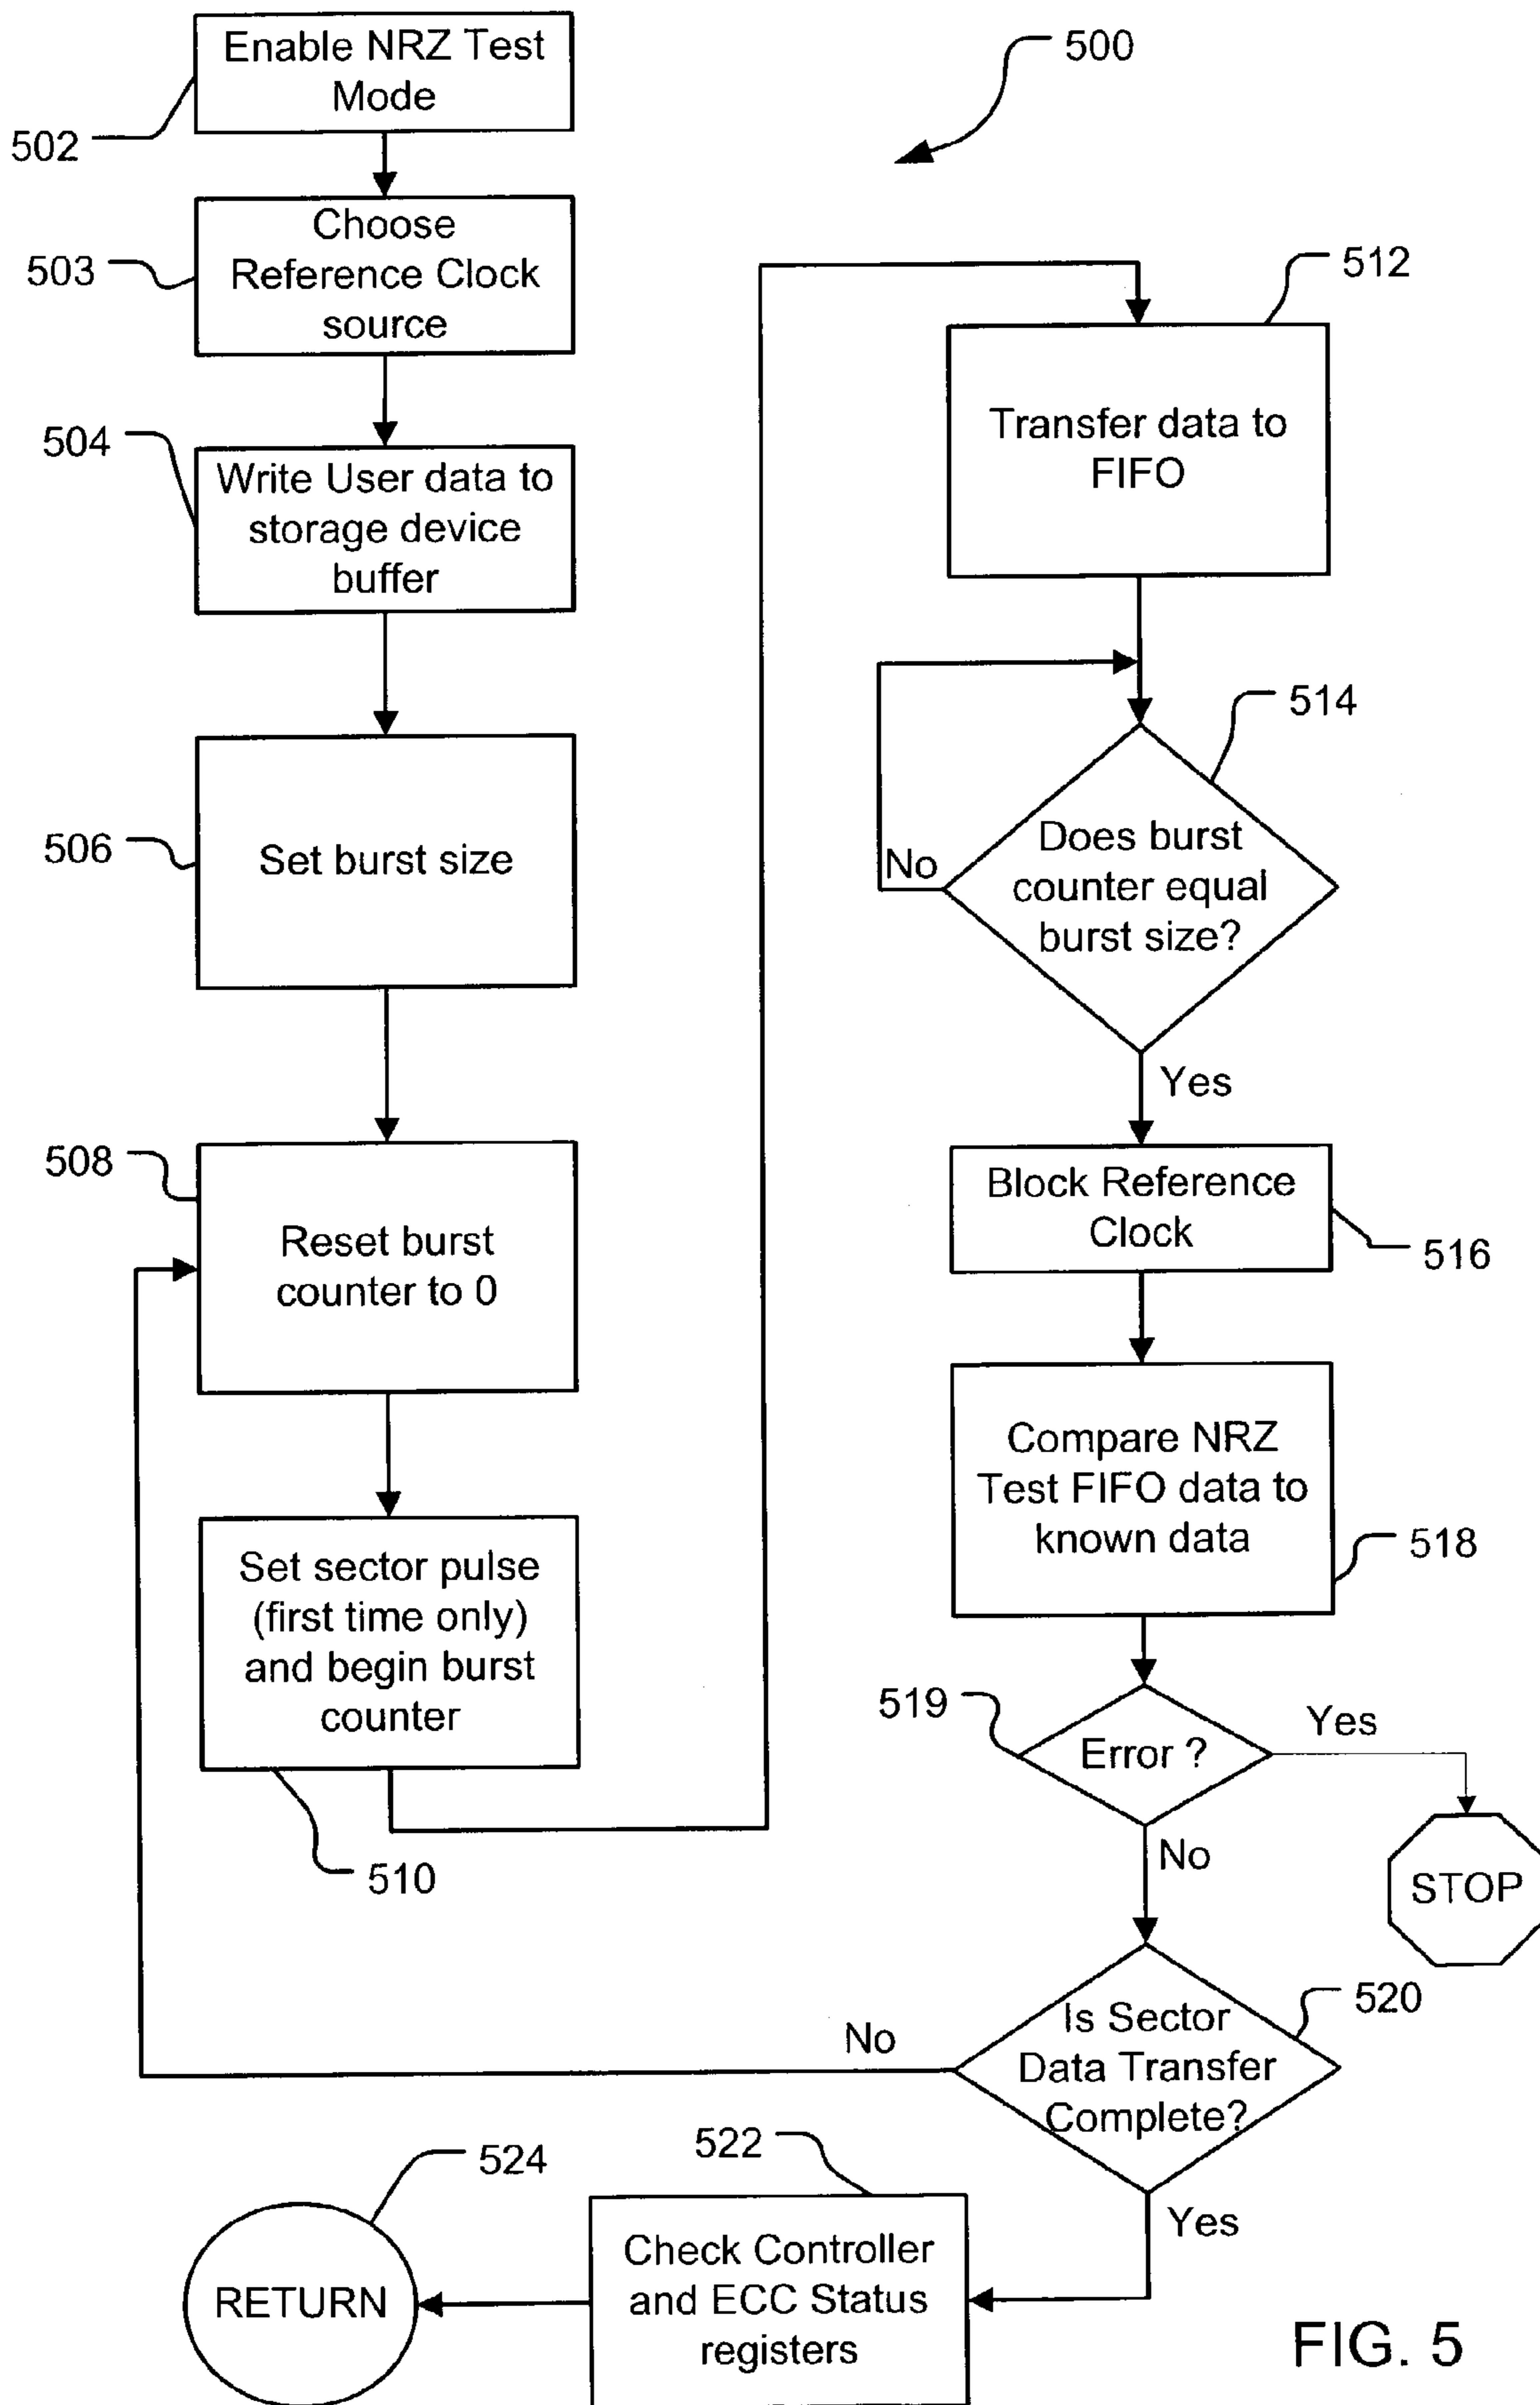 Enable NRZ Test
Mode
502
500
Choose
Reference Clock
source
503
504
Write User data to
storage device
buffer
506
Set burst size
508
Reset burst
counter to 0
Set sector pulse
(first time only)
and begin burst
counter
510
512
Transfer data to
FIFO
514
Does burst
counter equal
burst size?
No
Yes
Block Reference
Clock
516
Compare NRZ
Test FIFO data to
known data
518
519
Error ?
Yes
STOP
No
520
Is Sector
Data Transfer
Complete?
No
Yes
522
Check Controller
and ECC Status
registers
524
RETURN
FIG. 5